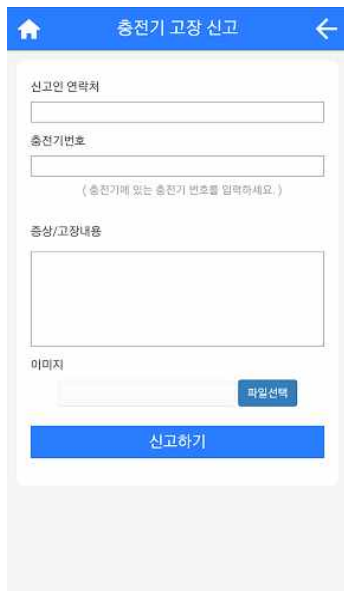 충전기 고장 신고
신고인 연락처
충전기번호
( 충전기에 있는 충전기 번호를 입력하세요. )
증상/고장내용
이미지
파일선택
신고하기